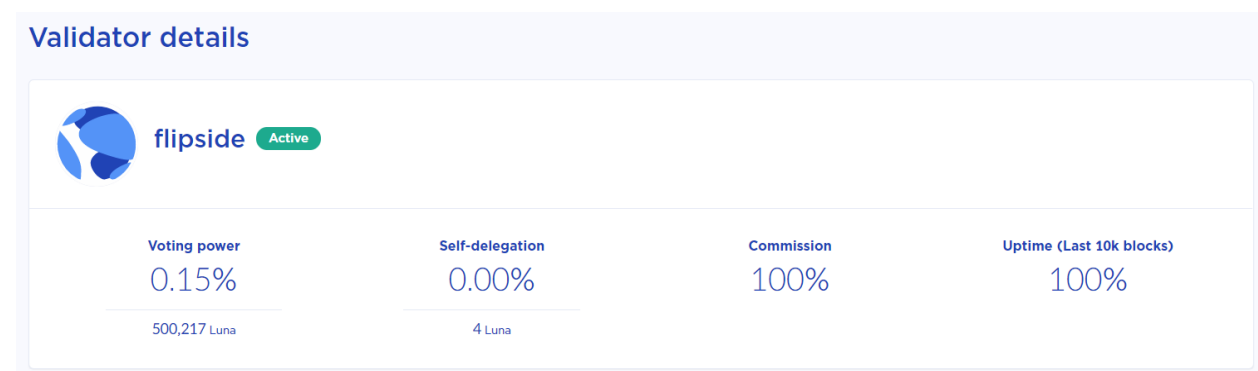 Validator details
flipside Active
Voting power
0.15%
500,217 Luna
Self-delegation
0.00%
4 Luna
Commission
100%
Uptime (Last 10k blocks)
100%